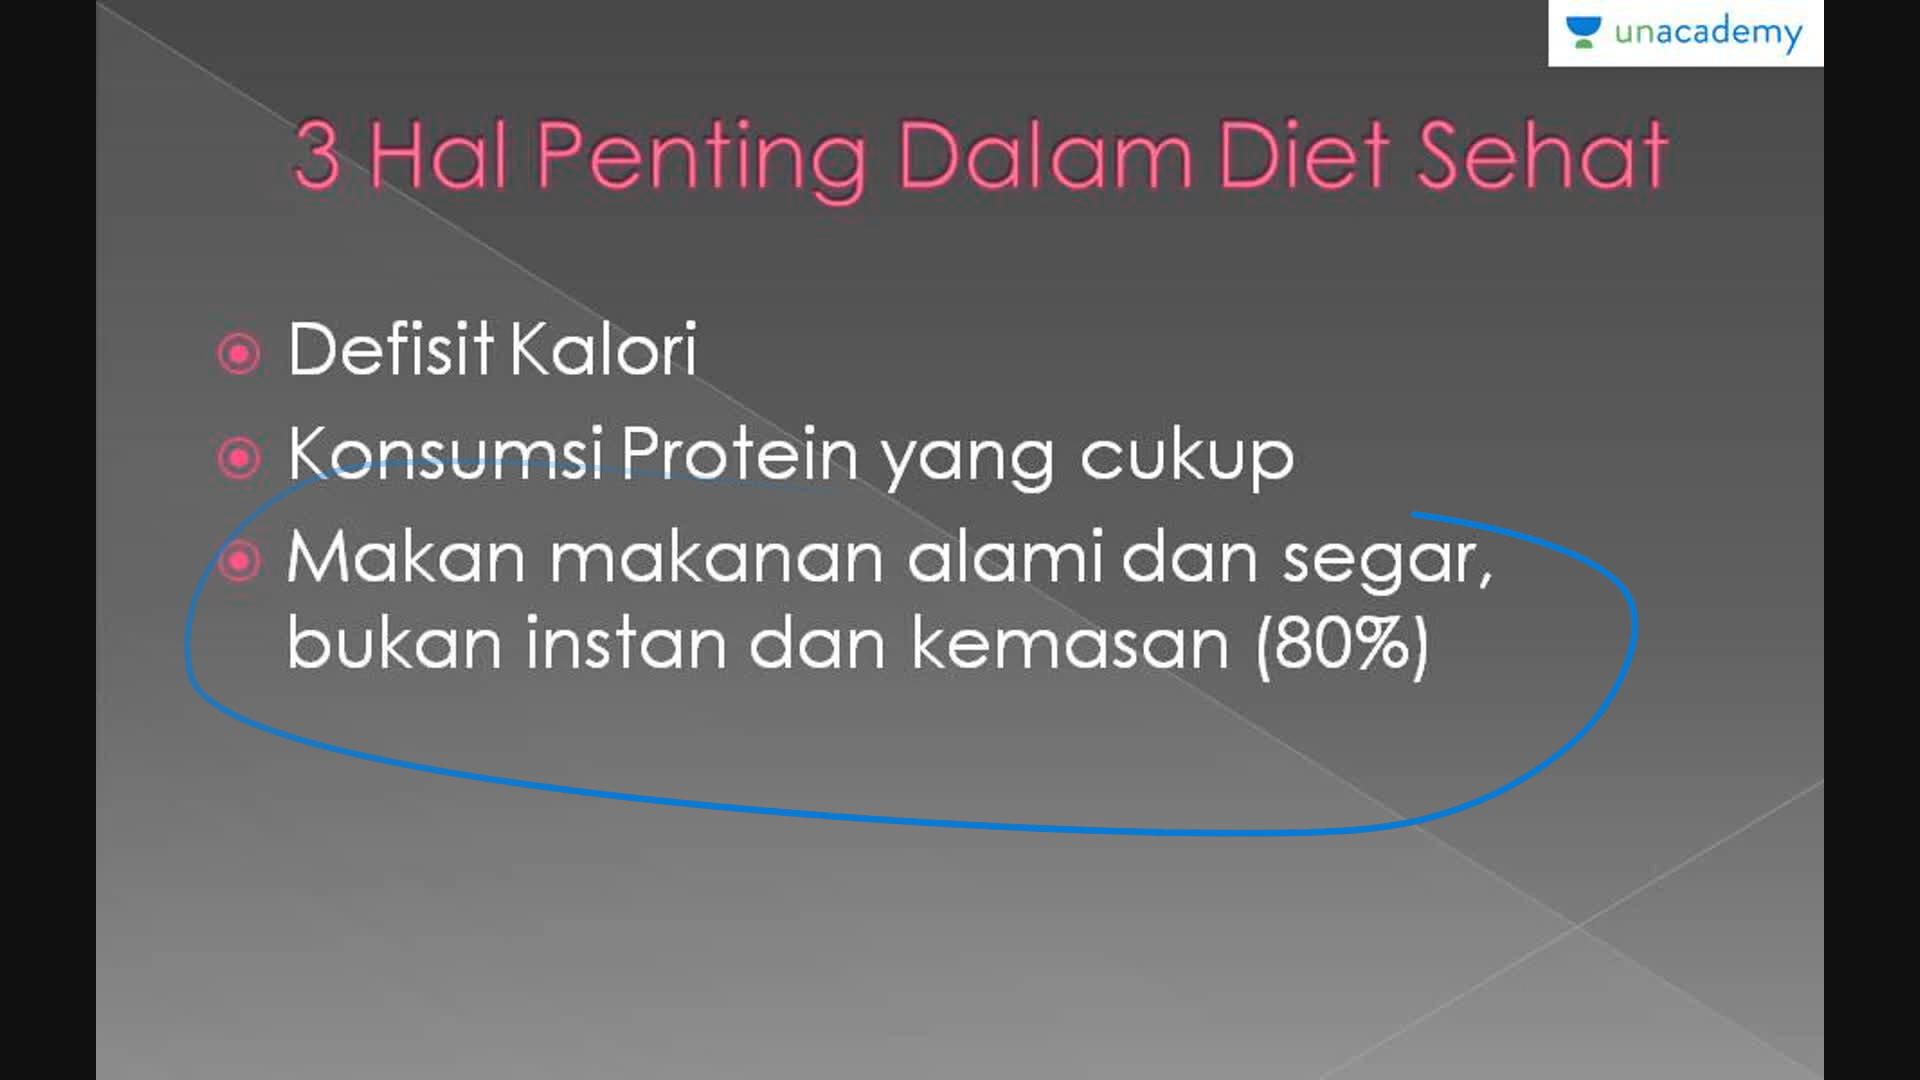 unacademy
3 Hal Penting Dalam Diet Sehat
Defisit Kalori
Konsumsi Protein yang cukup
Makan makanan alami dan segar,
bukan instan dan kemasan (80%)